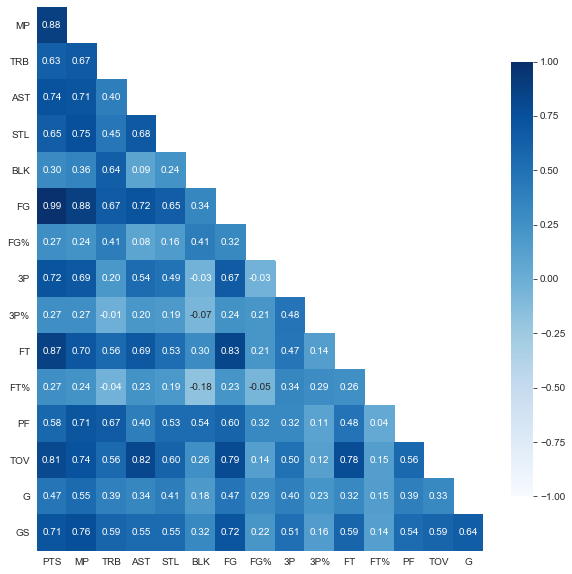 MP 0.88
TRB 0.63 0.67
AST 0.74 0.71 0.40
STL 0.65 0.75 0.45 0.68
BLK 0.30 0.36 0.64 0.09 0.24
FG 0.99 0.88 0.67 0.72 0.65 0.34
FG% 0.27 0.24 0.41 0.08 0.16 0.41 0.32
3P 0.72 0.69 0.20 0.54 0.49 -0.03 0.67 -0.03
3P% 0.27 0.27 -0.01 0.20 0.19 -0.07 0.24 0.21 0.48
FT 0.87 0.70 0.56 0.69 0.53 0.30 0.83 0.21 0.47 0.14
FT% 0.27 0.24 -0.04 0.23 0.19 -0.18 0.23 -0.05 0.34 0.29 0.26
PF 0.58 0.71 0.67 0.40 0.53 0.54 0.60 0.32 0.32 0.11 0.48 0.04
TOV 0.81 0.74 0.56 0.82 0.60 0.26 0.79 0.14 0.50 0.12 0.78 0.15 0.56
G 0.47 0.55 0.39 0.34 0.41 0.18 0.47 0.29 0.40 0.23 0.32 0.15 0.39 0.33
GS 0.71 0.76 0.59 0.55 0.55 0.32 0.72 0.22 0.51 0.16 0.59 0.14 0.54 0.59 0.64
PTS MP TRB AST STL BLK FG FG% 3P 3P% FT FT% PF TOV G
1.00
0.75
0.50
0.25
0.00
−0.25
−0.50
−0.75
−1.00